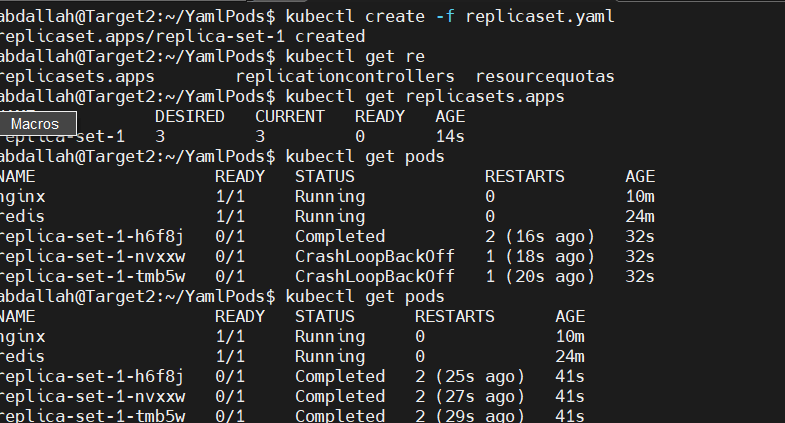 abdallah@Target2:~/YamlPods$ kubectl create -f replicaset.yaml
replicaset.apps/replica-set-1 created
abdallah@Target2:~/YamlPods$ kubectl get re
replicasets.apps replicationcontrollers resourcequotas
abdallah@Target2:~/YamlPods$ kubectl get replicasets.apps
DESIRED CURRENT READY AGE
Macros
replica-set-1 3 3 0 14s
abdallah@Target2:~/YamlPods$ kubectl get pods
NAME READY STATUS RESTARTS AGE
nginx 1/1 Running 0 10m
redis 1/1 Running 0 24m
replica-set-1-h6f8j 0/1 Completed 2 (16s ago) 32s
replica-set-1-nvxxw 0/1 CrashLoopBackOff 1 (18s ago) 32s
replica-set-1-tmb5w 0/1 CrashLoopBackOff 1 (20s ago) 32s
abdallah@Target2:~/YamlPods$ kubectl get pods
NAME READY STATUS RESTARTS AGE
nginx 1/1 Running 0 10m
redis 1/1 Running 0 24m
replica-set-1-h6f8j 0/1 Completed 2 (25s ago) 41s
replica-set-1-nvxxw 0/1 Completed 2 (27s ago) 41s
replica-set-1-tmb5w 0/1 Completed 2 (29s ago) 41s